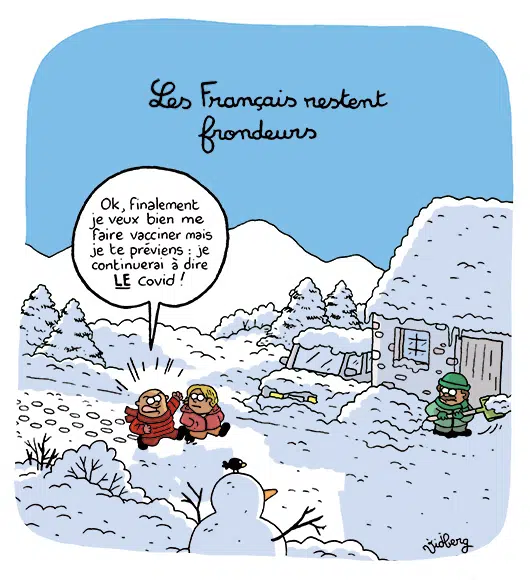 Les Français restent
frondeurs
Ok, finalement
je veux bien me
faire vacciner mais
je te préviens : je
continuerai à dire
LE Covid !
vidberg